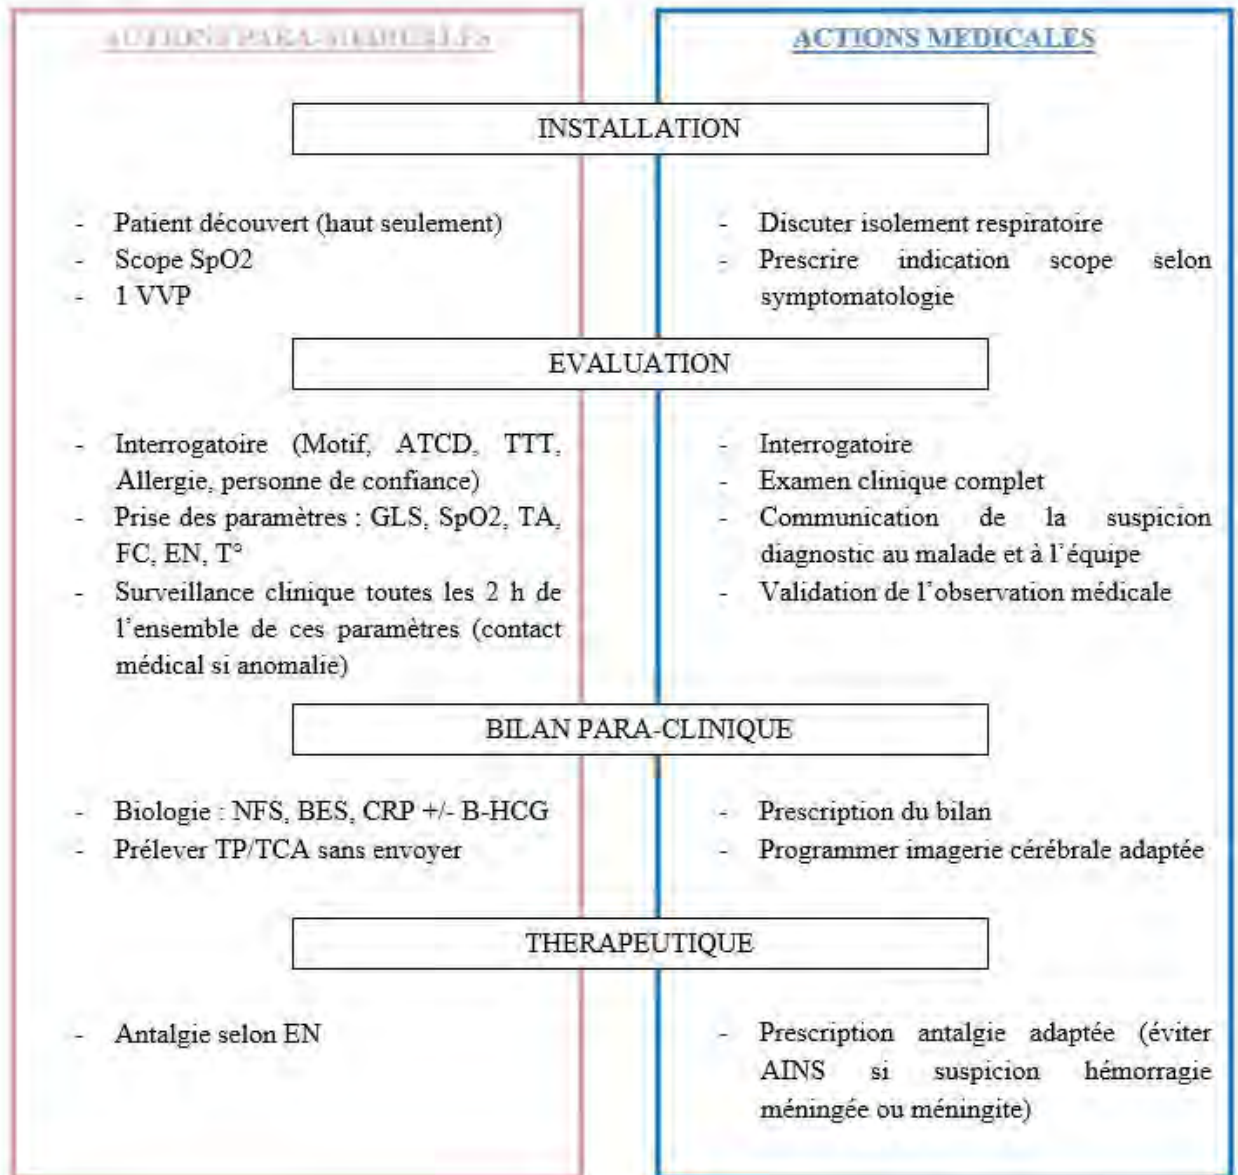 ACTIONS PARA-MEDICALES
ACTIONS MEDICALES
INSTALLATION
- Patient découvert (haut seulement)
- Scope SpO2
- 1 VVP
- Discuter isolement respiratoire
- Prescrire indication scope selon
symptomatologie
EVALUATION
- Interrogatoire (Motif, ATCD, TTT,
Allergie, personne de confiance)
- Prise des paramètres : GLS, SpO2, TA,
FC, EN, T°
- Surveillance clinique toutes les 2 h de
l'ensemble de ces paramètres (contact
médical si anomalie)
- Interrogatoire
- Examen clinique complet
- Communication de la suspicion
diagnostic au malade et à l'équipe
- Validation de l'observation médicale
BILAN PARA-CLINIQUE
- Biologie : NFS, BES, CRP +/- B-HCG
- Prélever TP/TCA sans envoyer
- Prescription du bilan
- Programmer imagerie cérébrale adaptée
THERAPEUTIQUE
- Antalgie selon EN
- Prescription antalgie adaptée (éviter
AINS si suspicion hémorragie
méningée ou méningite)